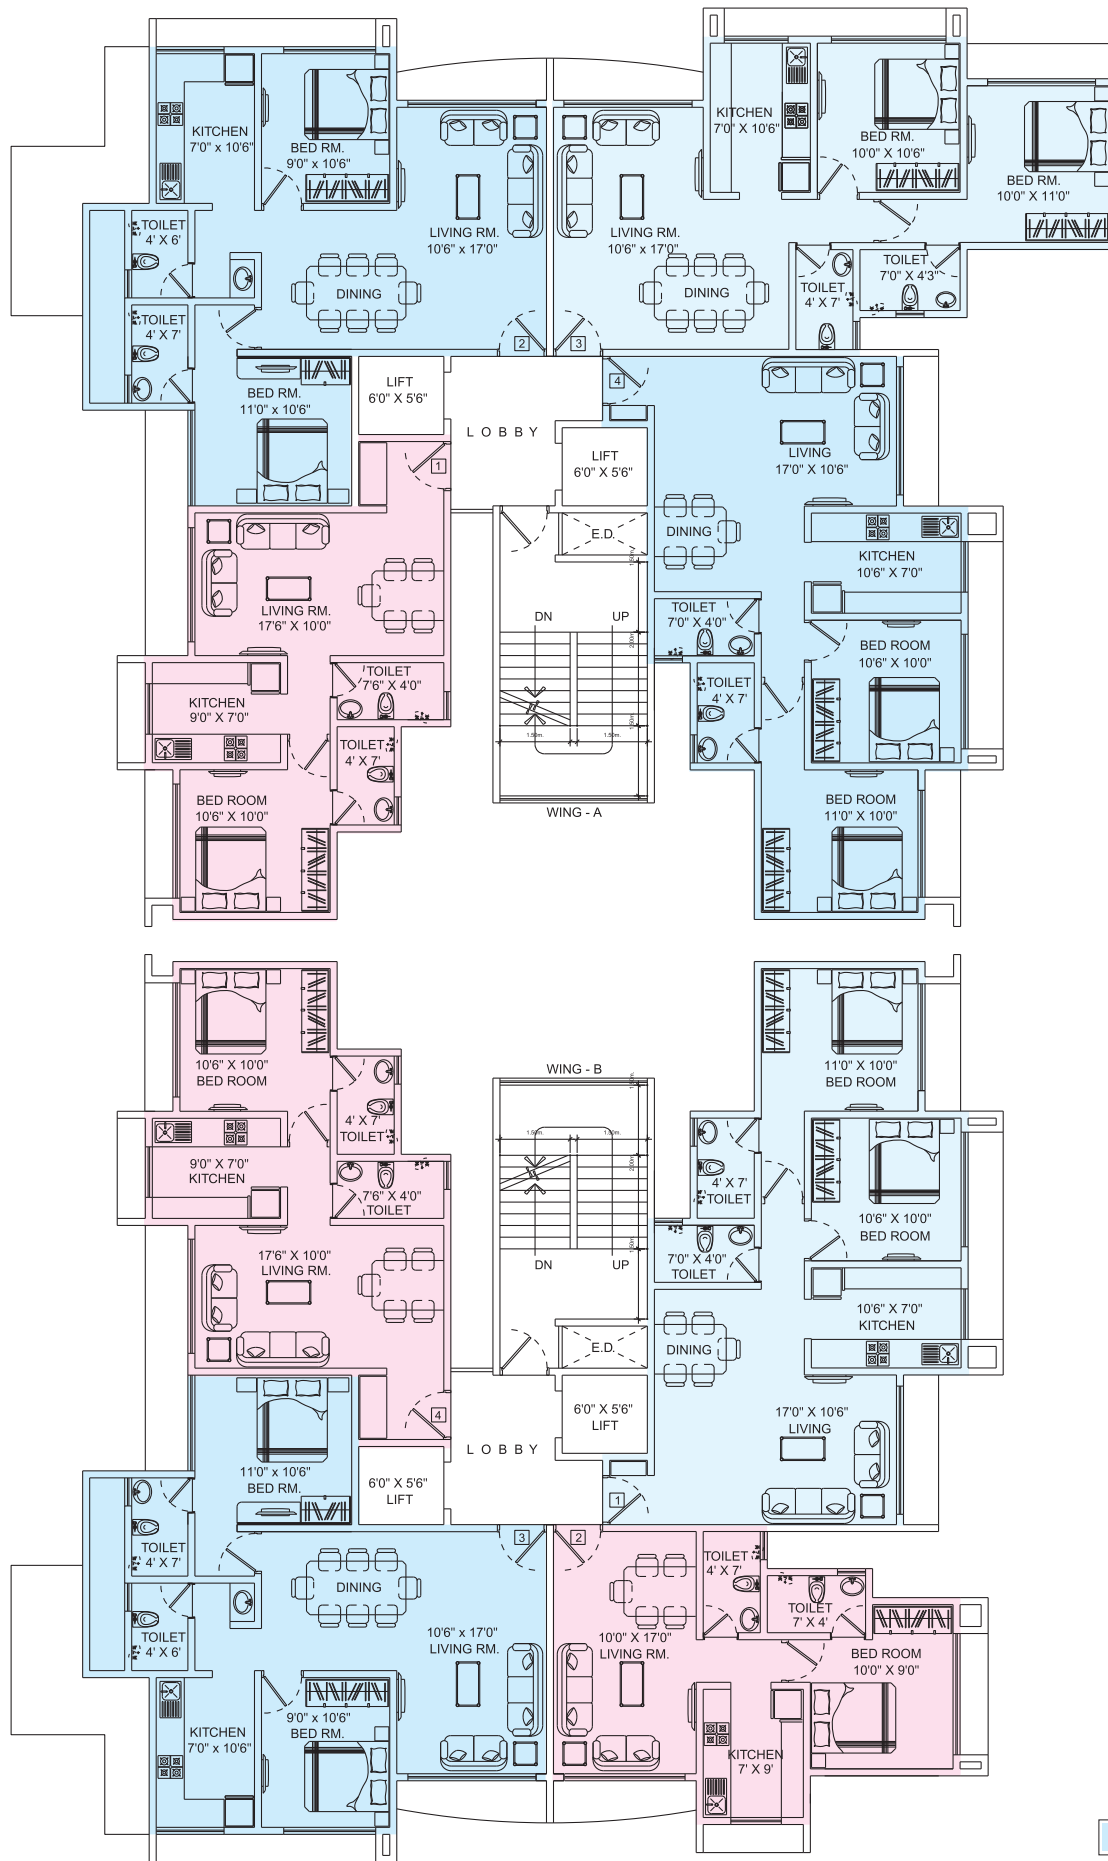 KITCHEN
7'0" x 10'6"
BED RM.
9'0" x 10'6"
KITCHEN
7'0" X 10'6"
BED RM.
10'0" X 10'6"
BED RM.
10'0" X 11'0"
TOILET
4' X 6'
LIVING RM.
10'6" x 17'0"
LIVING RM.
10'6" x 17'0"
TOILET
7'0" X 4'3"
DINING
DINING
TOILET
4' X 7'
TOILET
4' X 7'
2
3
LIFT
6'0" X 5'6"
4
BED RM.
11'0" x 10'6"
LOBBY
LIVING
17'0" X 10'6"
LIFT
6'0" X 5'6"
1
DINING
E.D.
KITCHEN
10'6" X 7'0"
LIVING RM.
17'6" X 10'0"
DN
UP
TOILET
7'0" X 4'0"
BED ROOM
10'6" X 10'0"
TOILET
7'6" X 4'0"
TOILET
4' X 7'
KITCHEN
9'0" X 7'0"
TOILET
4' X 7'
1.50m.
1.50m.
BED ROOM
10'6" X 10'0"
WING - A
BED ROOM
11'0" X 10'0"
10'6" X 10'0"
BED ROOM
WING - B
11'0" X 10'0"
BED ROOM
4' X 7'
TOILET
1.50m.
1.50m.
9'0" X 7'0"
KITCHEN
4' X 7'
TOILET
7'6" X 4'0"
TOILET
10'6" X 10'0"
BED ROOM
17'6" X 10'0"
LIVING RM.
DN
UP
7'0" X 4'0"
TOILET
10'6" X 7'0"
KITCHEN
E.D.
DINING
4
6'0" X 5'6"
LIFT
17'0" X 10'6"
LIVING
LOBBY
11'0" x 10'6"
BED RM.
6'0" X 5'6"
LIFT
1
3
2
TOILET
4' X 7'
TOILET
4' X 7'
DINING
TOILET
7' X 4'
TOILET
4' X 6'
10'6" x 17'0"
LIVING RM.
10'0" X 17'0"
LIVING RM.
BED ROOM
10'0" X 9'0"
9'0" x 10'6"
BED RM.
KITCHEN
7'0" x 10'6"
KITCHEN
7' X 9'